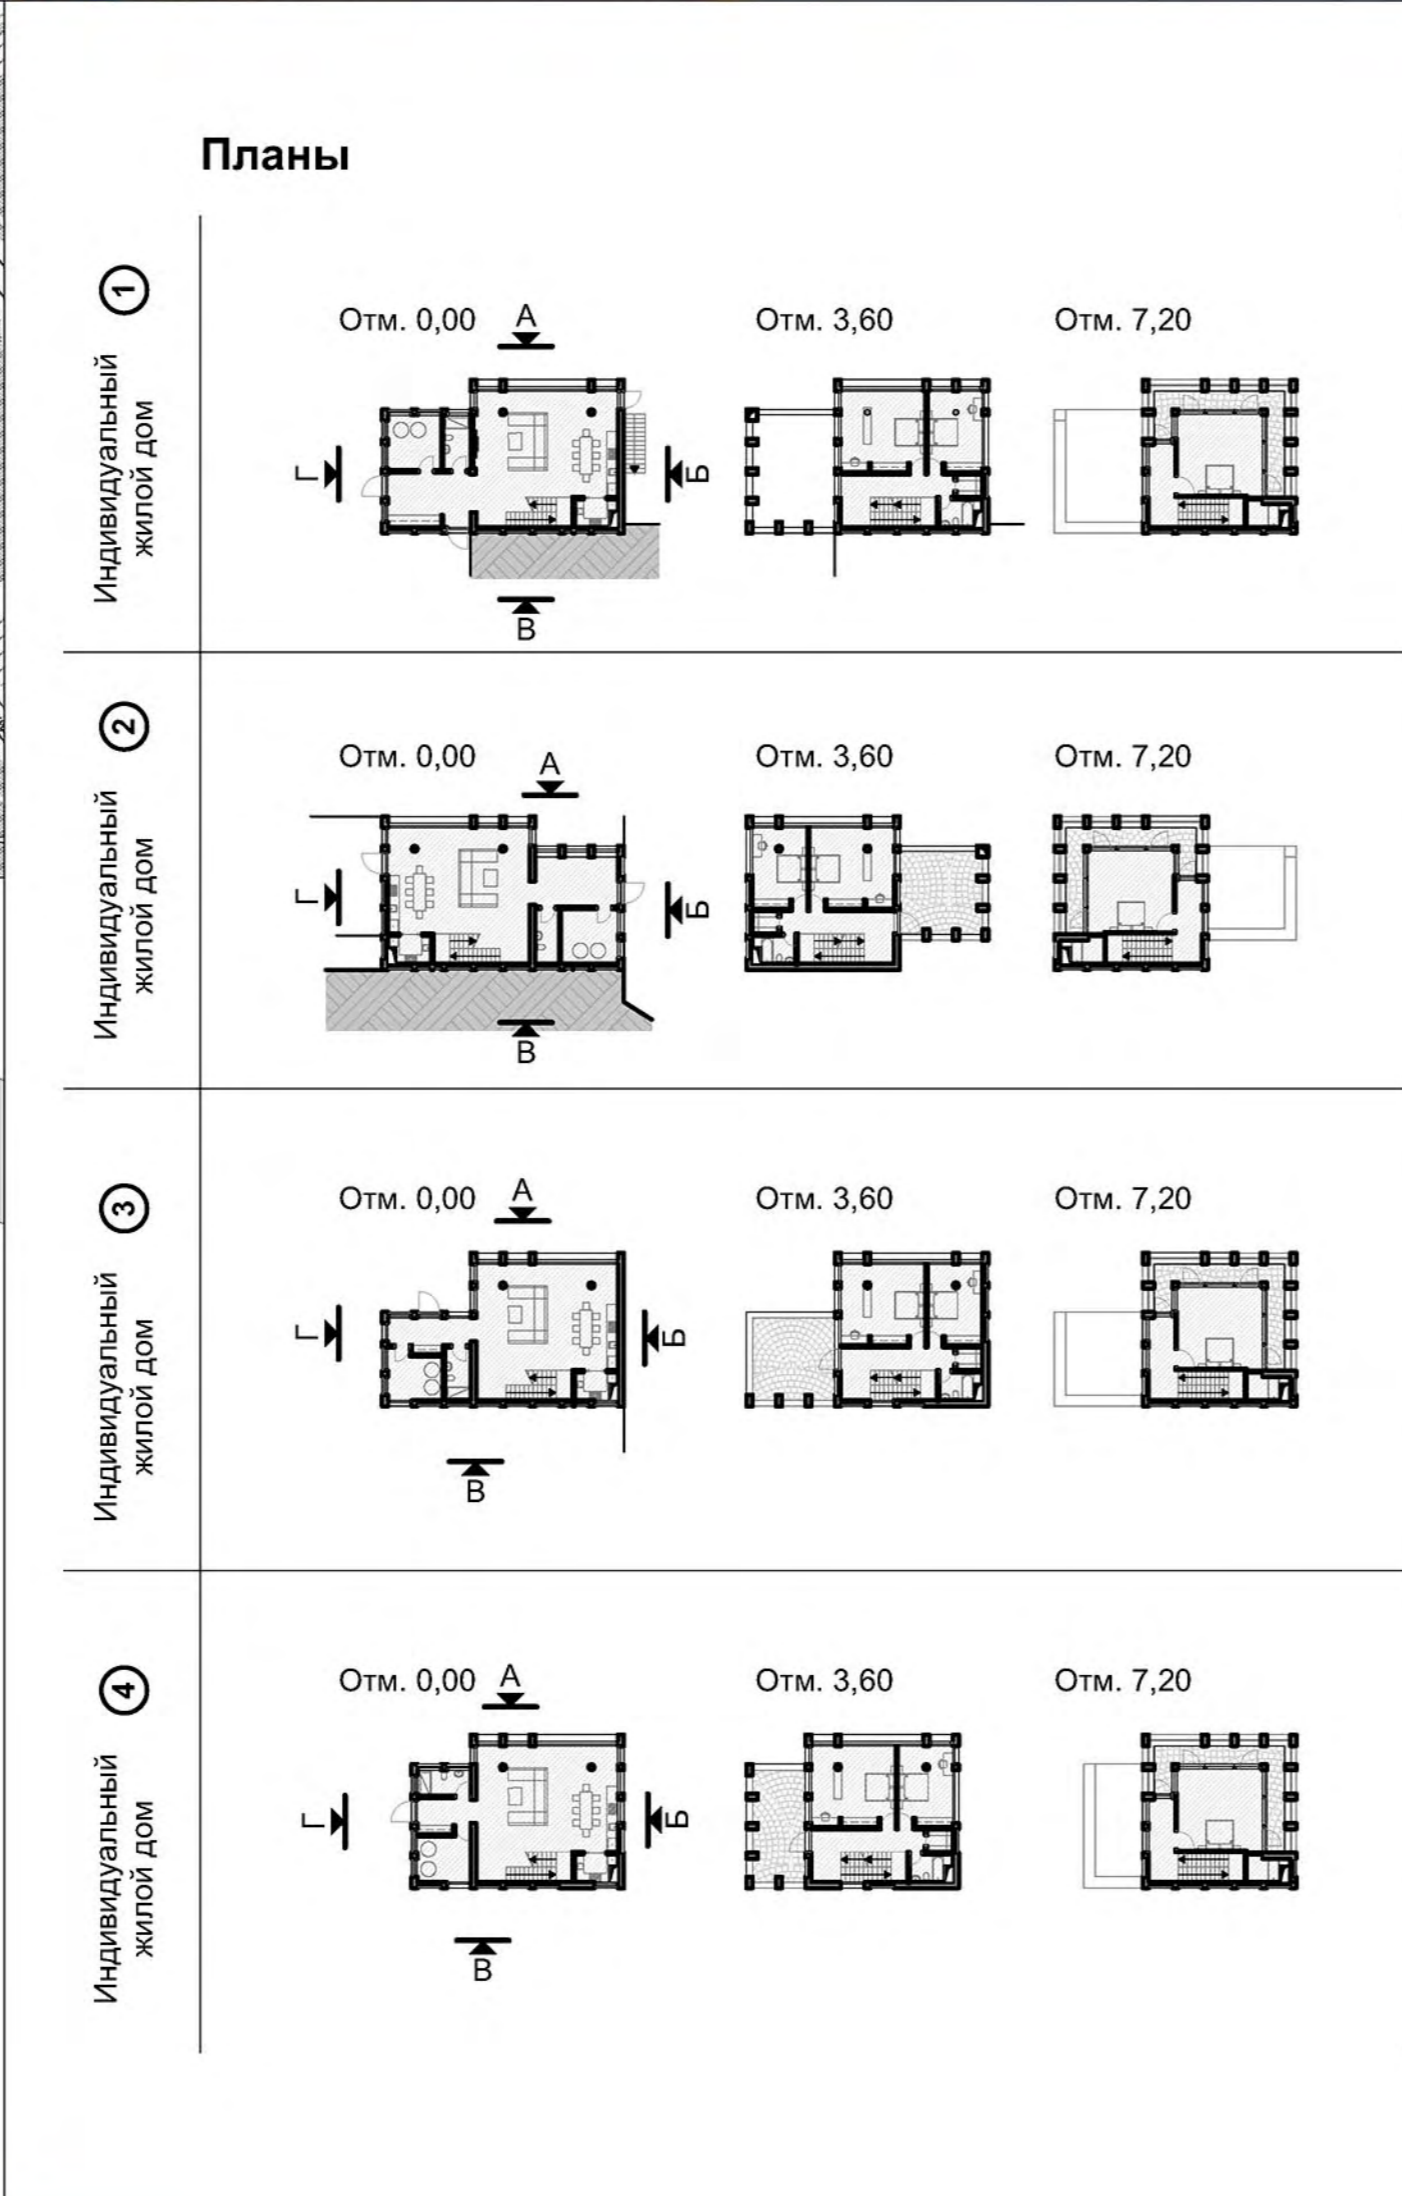 Планы
1
Индивидуальный
жилой дом
Отм. 0,00
А
Г
Б
В
Отм. 3,60
Отм. 7,20
2
Индивидуальный
жилой дом
Отм. 0,00
А
Г
Б
В
Отм. 3,60
Отм. 7,20
3
Индивидуальный
жилой дом
Отм. 0,00
А
Г
Б
В
Отм. 3,60
Отм. 7,20
4
Индивидуальный
жилой дом
Отм. 0,00
А
Г
Б
В
Отм. 3,60
Отм. 7,20